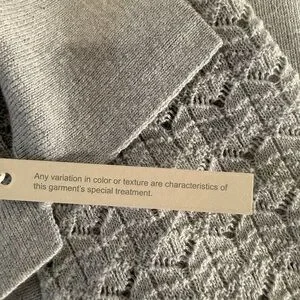 Any variation in color or texture are characteristics of
this garment's special treatment.